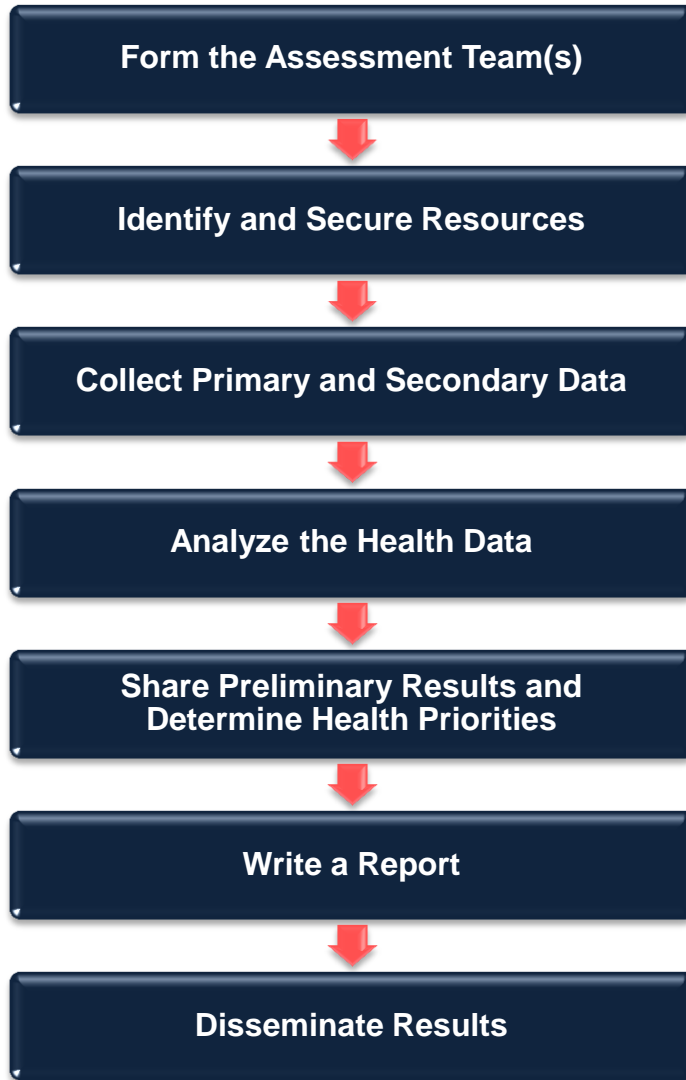 Form the Assessment Team(s)
Identify and Secure Resources
Collect Primary and Secondary Data
Analyze the Health Data
Share Preliminary Results and
Determine Health Priorities
Write a Report
Disseminate Results